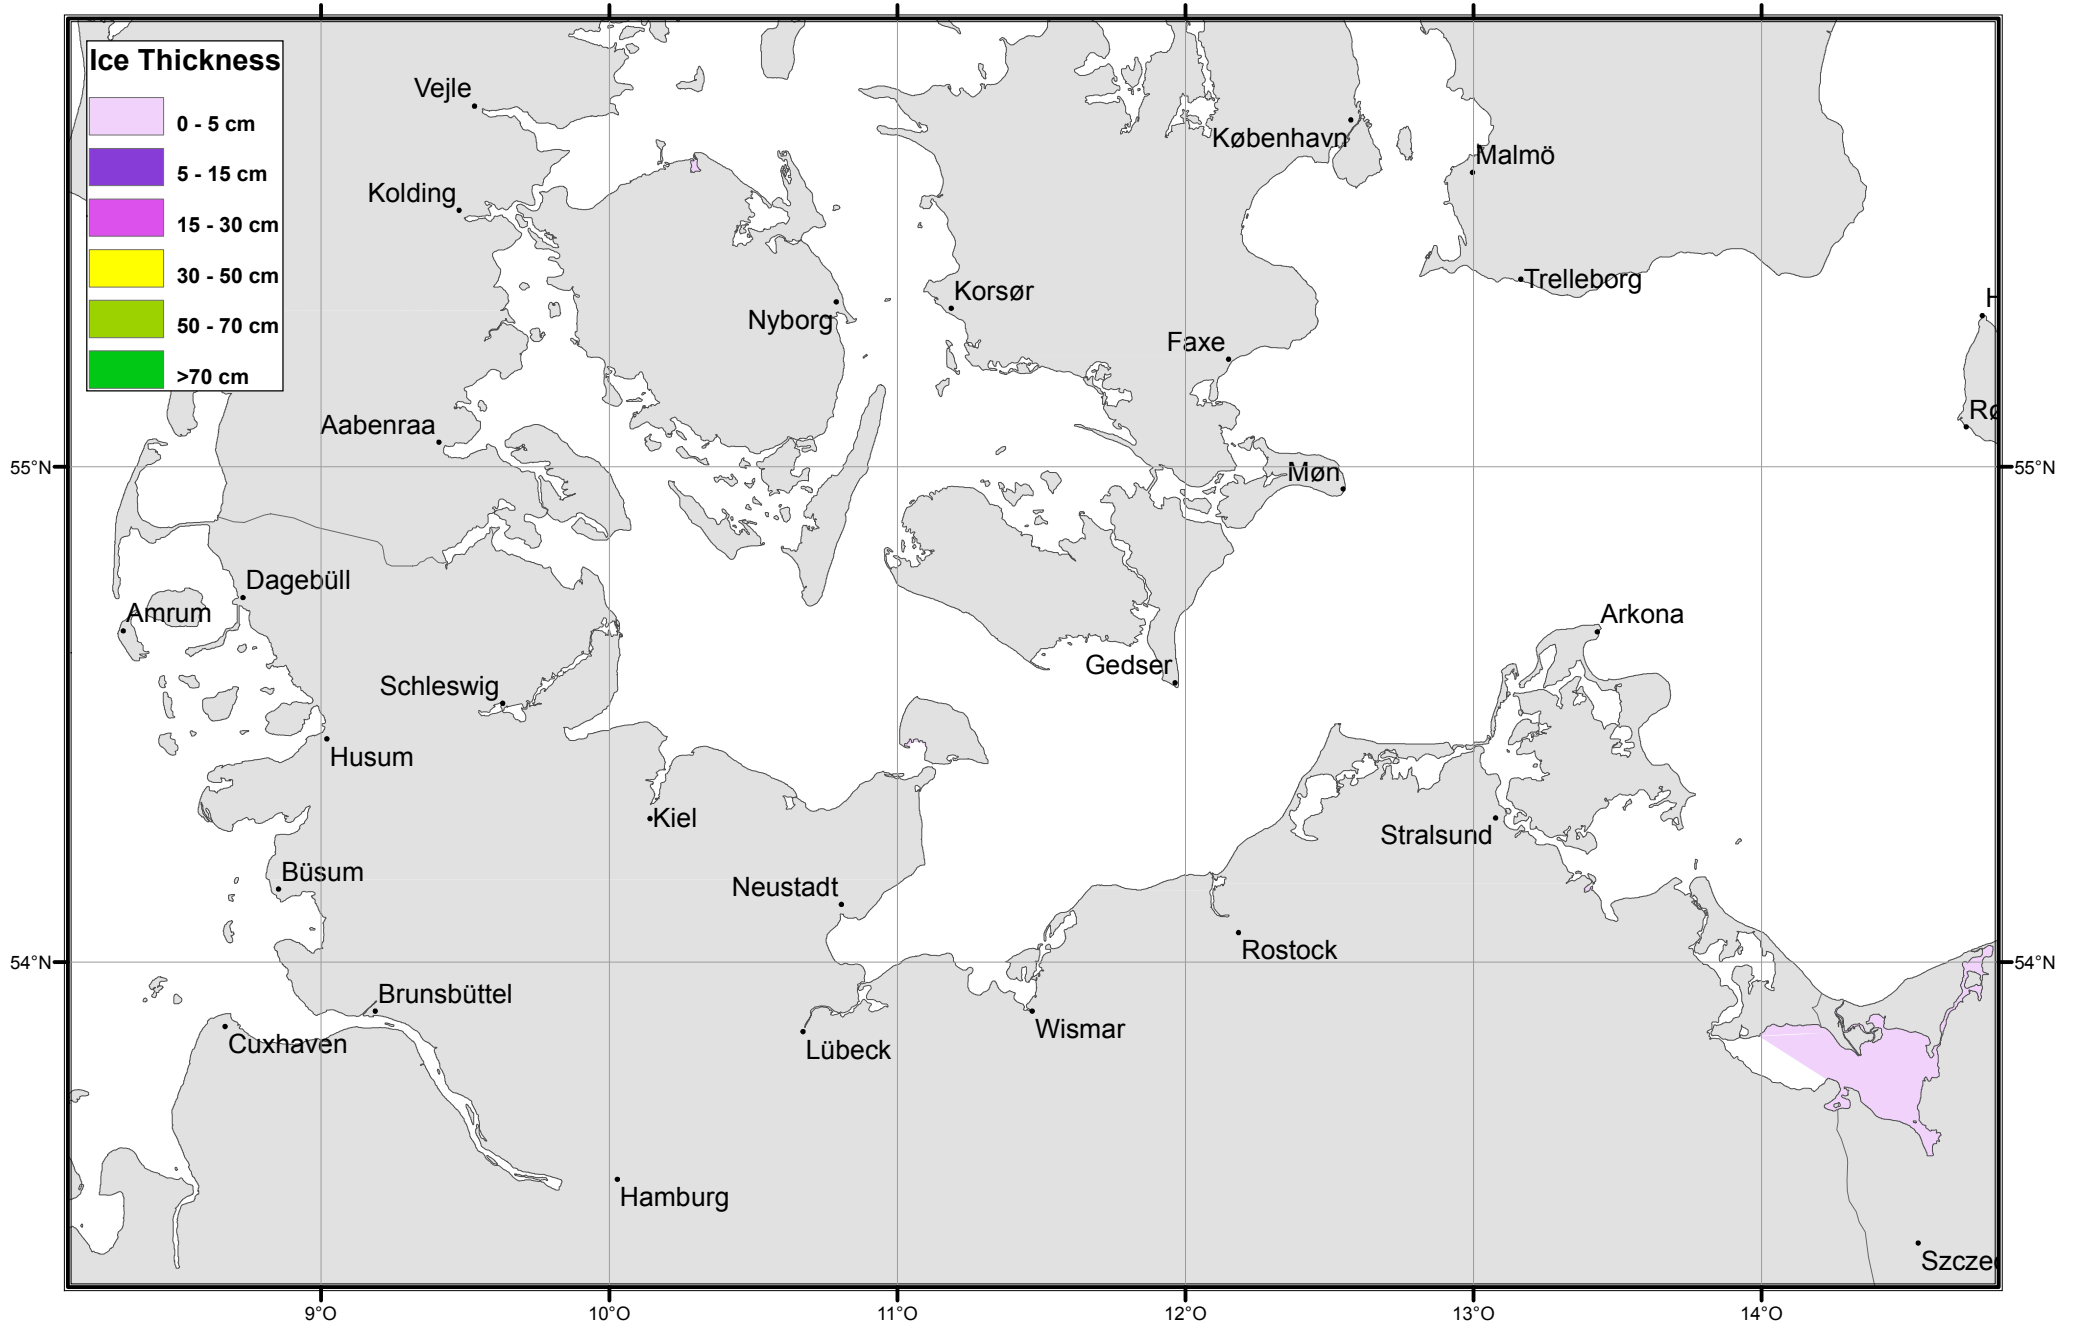 Ice Thickness
0 - 5 cm
5 - 15 cm
15 - 30 cm
30 - 50 cm
50 - 70 cm
>70 cm
Vejle
København
Malmö
Kolding
Trelleborg
Korsør
Nyborg
Faxe
Aabenraa
Rø
55°N
55°N
Møn
Dagebüll
Amrum
Arkona
Gedser
Schleswig
Husum
Kiel
Stralsund
Büsum
Neustadt
Rostock
54°N
54°N
Brunsbüttel
Cuxhaven
Wismar
Lübeck
Hamburg
Szcze
9°O
10°O
11°O
12°O
13°O
14°O